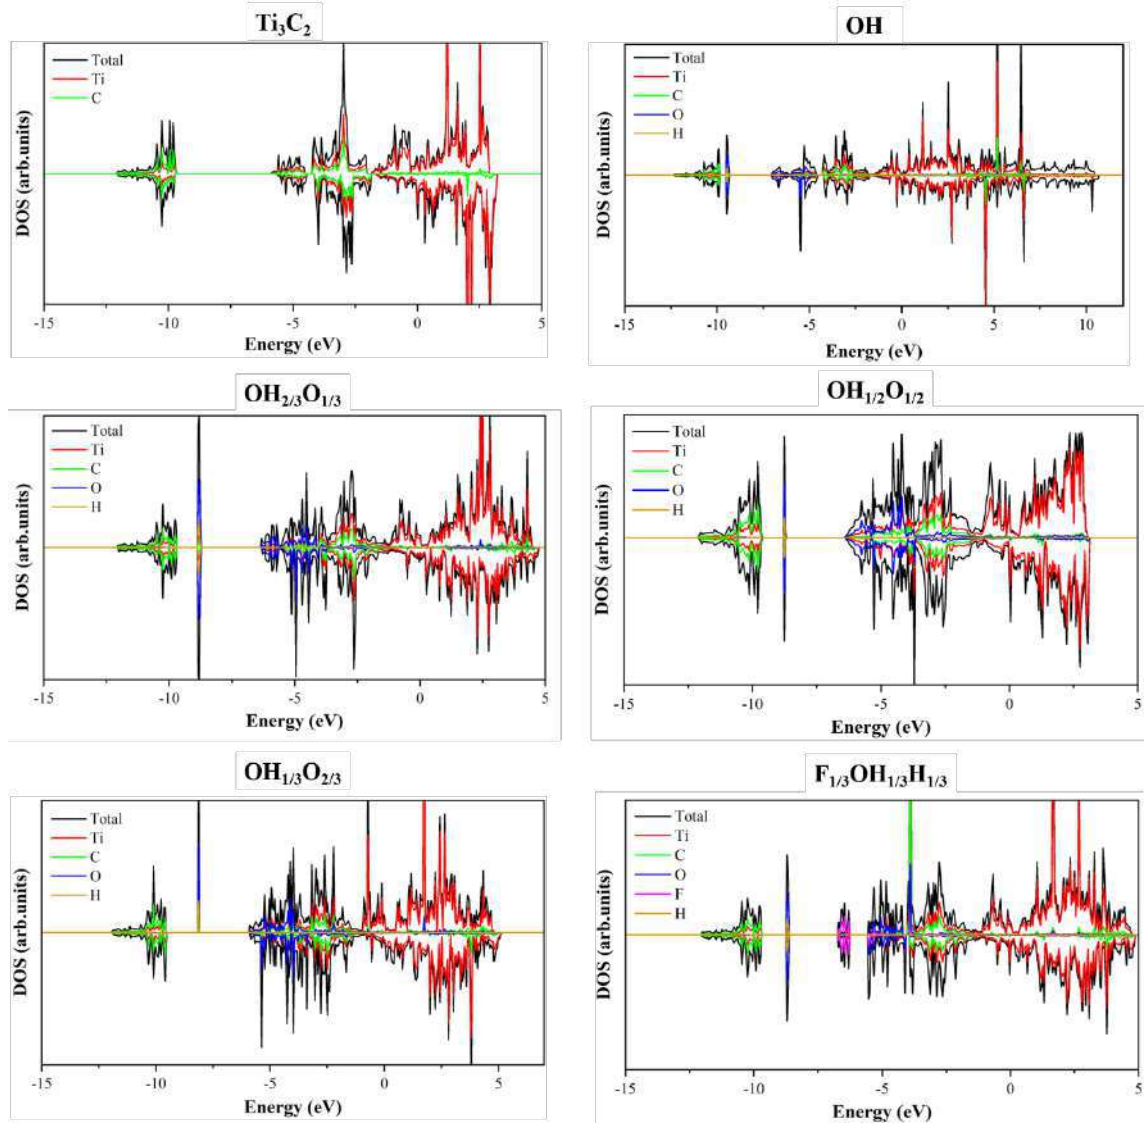 Ti3C2
Total
Ti
C
DOS (arb.units)
-15 -10 -5 0 5
Energy (eV)
OH
Total
Ti
C
O
H
DOS (arb.units)
-15 -10 -5 0 5 10
Energy (eV)
OH2/3O1/3
Total
Ti
C
O
H
DOS (arb.units)
-15 -10 -5 0 5
Energy (eV)
OH1/2O1/2
Total
Ti
C
O
H
DOS (arb.units)
-15 -10 -5 0 5
Energy (eV)
OH1/3O2/3
Total
Ti
C
O
H
DOS (arb.units)
-15 -10 -5 0 5
Energy (eV)
F1/3OH1/3H1/3
Total
Ti
C
O
F
H
DOS (arb.units)
-15 -10 -5 0 5
Energy (eV)